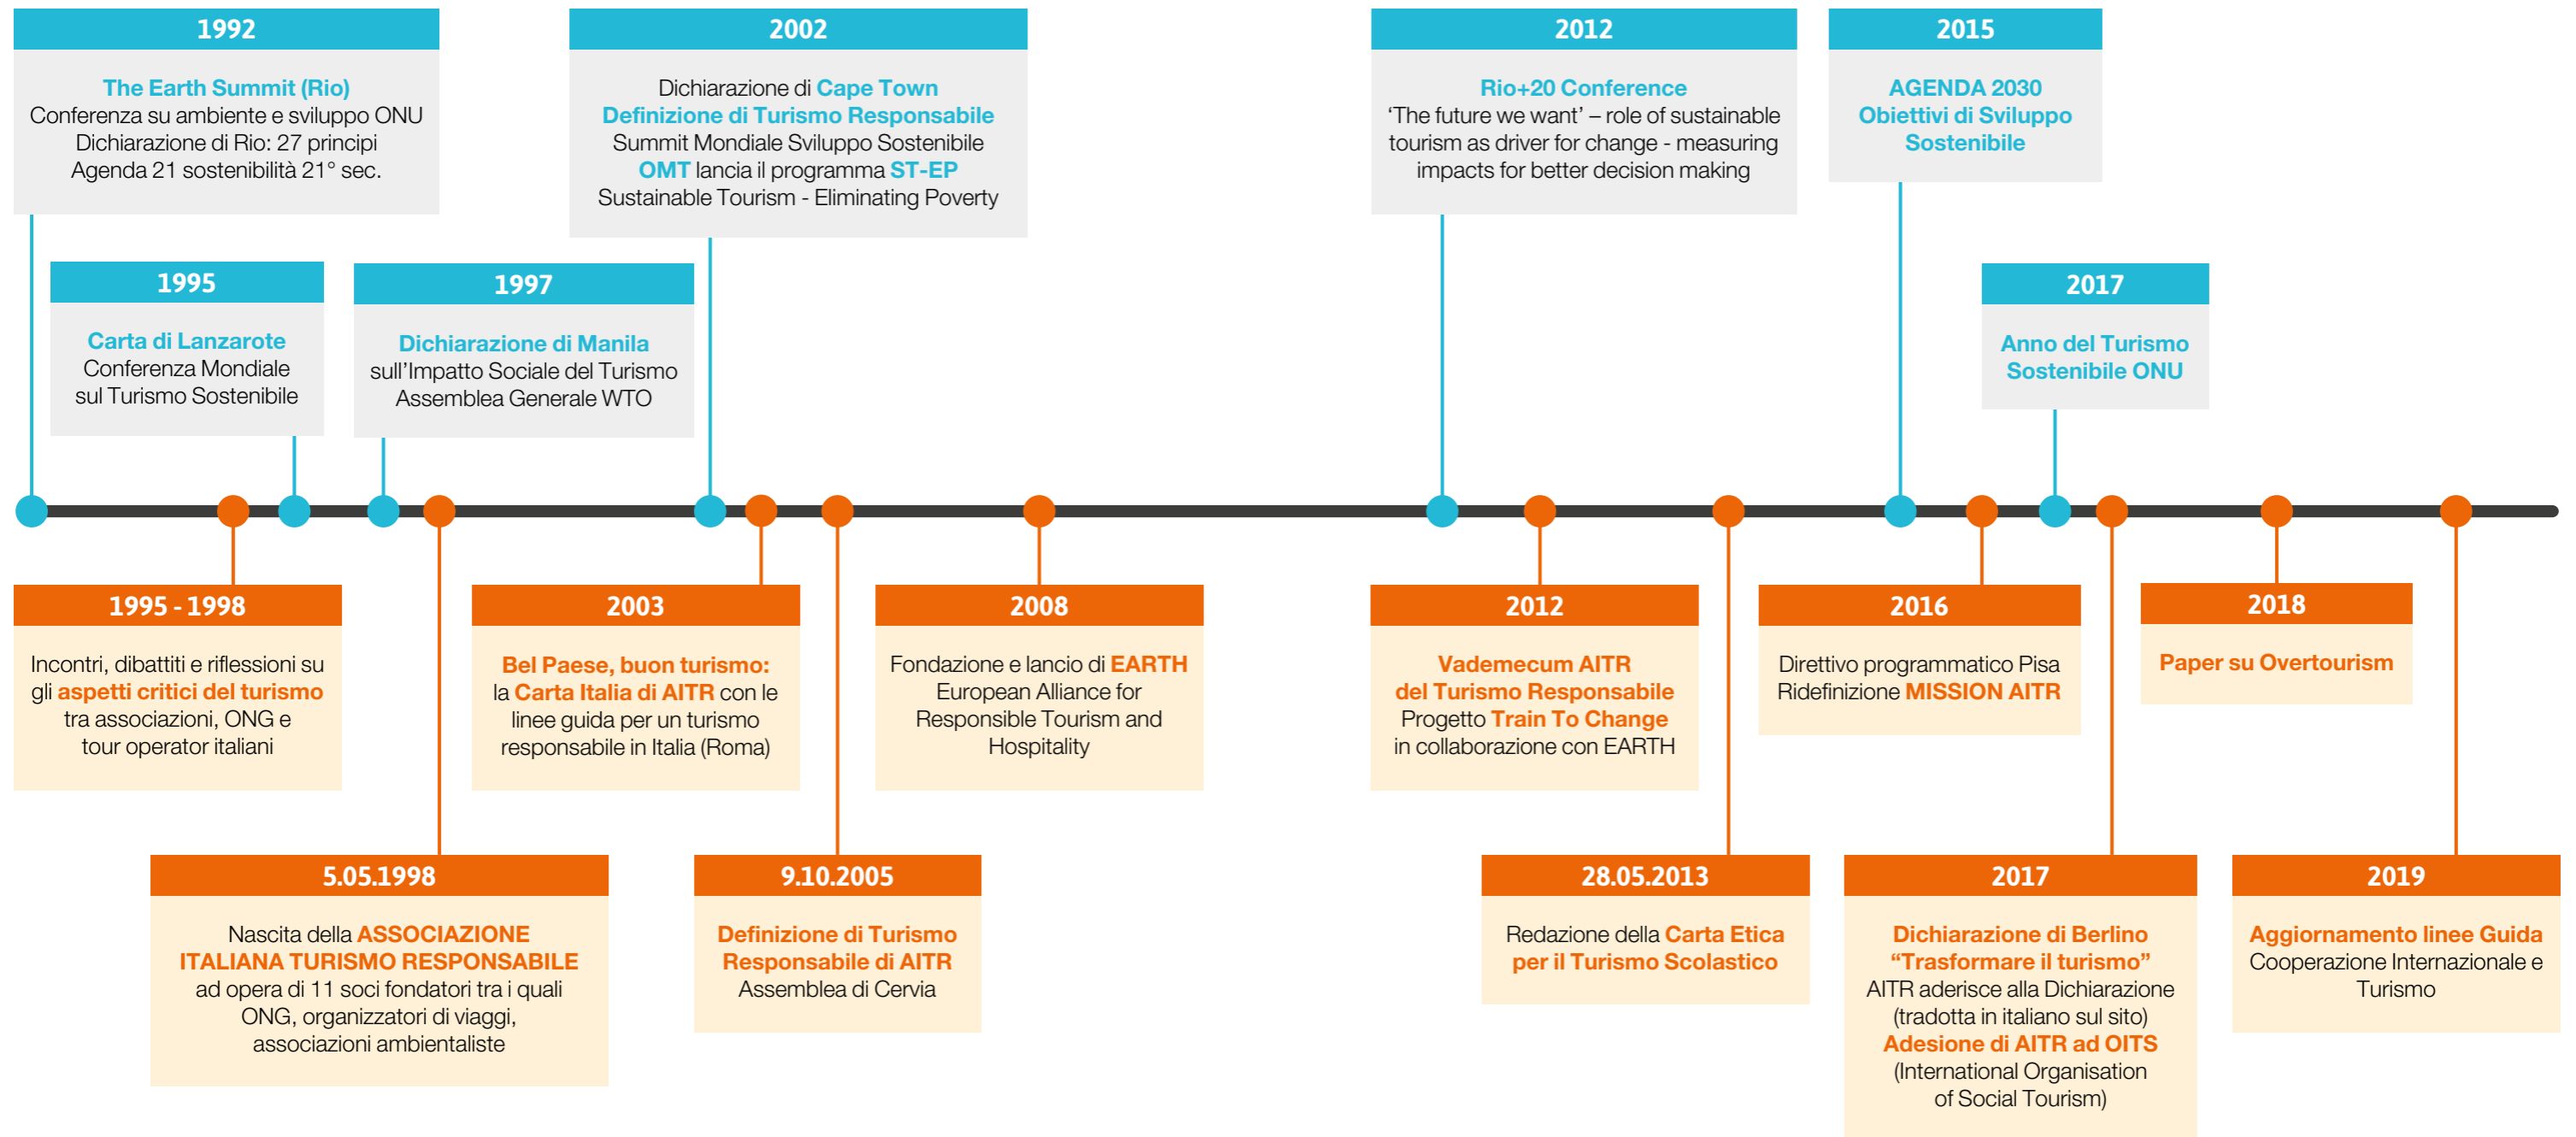 1992
The Earth Summit (Rio)
Conferenza su ambiente e sviluppo ONU
Dichiarazione di Rio: 27 principi
Agenda 21 sostenibilità 21° sec.
2002
Dichiarazione di Cape Town
Definizione di Turismo Responsabile
Summit Mondiale Sviluppo Sostenibile
OMT lancia il programma ST-EP
Sustainable Tourism - Eliminating Poverty
2012
Rio+20 Conference
‘The future we want’ – role of sustainable
tourism as driver for change - measuring
impacts for better decision making
2015
AGENDA 2030
Obiettivi di Sviluppo
Sostenibile
1995
Carta di Lanzarote
Conferenza Mondiale
sul Turismo Sostenibile
1997
Dichiarazione di Manila
sull’Impatto Sociale del Turismo
Assemblea Generale WTO
2017
Anno del Turismo
Sostenibile ONU
1995 - 1998
Incontri, dibattiti e riflessioni su
gli aspetti critici del turismo
tra associazioni, ONG e
tour operator italiani
2003
Bel Paese, buon turismo:
la Carta Italia di AITR con le
linee guida per un turismo
responsabile in Italia (Roma)
2008
Fondazione e lancio di EARTH
European Alliance for
Responsible Tourism and
Hospitality
2012
Vademecum AITR
del Turismo Responsabile
Progetto Train To Change
in collaborazione con EARTH
2016
Direttivo programmatico Pisa
Ridefinizione MISSION AITR
2018
Paper su Overtourism
5.05.1998
Nascita della ASSOCIAZIONE
ITALIANA TURISMO RESPONSABILE
ad opera di 11 soci fondatori tra i quali
ONG, organizzatori di viaggi,
associazioni ambientaliste
9.10.2005
Definizione di Turismo
Responsabile di AITR
Assemblea di Cervia
28.05.2013
Redazione della Carta Etica
per il Turismo Scolastico
2017
Dichiarazione di Berlino
“Trasformare il turismo”
AITR aderisce alla Dichiarazione
(tradotta in italiano sul sito)
Adesione di AITR ad OITS
(International Organisation
of Social Tourism)
2019
Aggiornamento linee Guida
Cooperazione Internazionale e
Turismo